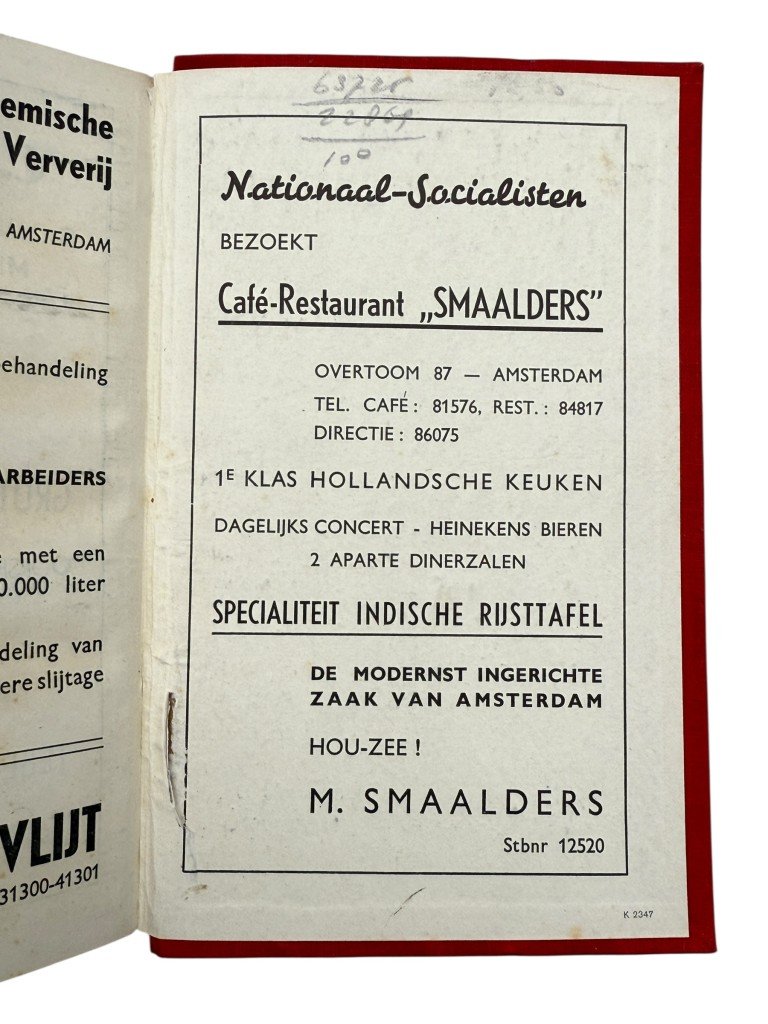 emische
Ververij
AMSTERDAM
ehandeling
ARBEIDERS
met een
0.000 liter
deling van
ere slijtage
VLIJT
31300-41301
63725
22869
100
Nationaal-Socialisten
BEZOEKT
Café-Restaurant „SMAALDERS”
OVERTOOM 87 — AMSTERDAM
TEL. CAFÉ: 81576, REST.: 84817
DIRECTIE: 86075
1E KLAS HOLLANDSCHE KEUKEN
DAGELIJKS CONCERT - HEINEKENS BIEREN
2 APARTE DINERZALEN
SPECIALITEIT INDISCHE RIJSTTAFEL
DE MODERNST INGERICHTE
ZAAK VAN AMSTERDAM
HOU-ZEE!
M. SMAALDERS
Stbnr 12520
K 2347